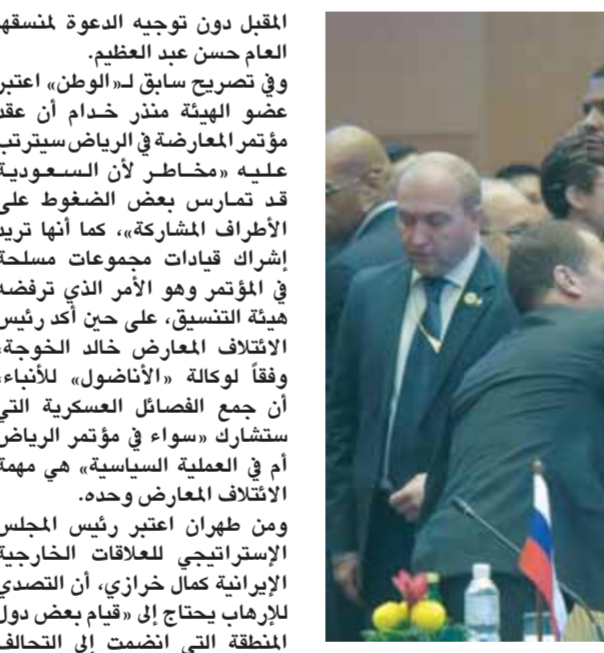 المقبل دون توجيه الدعوة لمنسقها
العام حسن عبد العظيم.
وفي تصريح سابق لـ«الوطن» اعتبر
عضو الهيئة منذر خدام أن عقد
مؤتمر المعارضة في الرياض سيترتب
عليه «مخاطر لأن السعودية
قد تمارس بعض الضغوط على
الأطراف المشاركة»، كما أنها تريد
إشراك قيادات مجموعات مسلحة
في المؤتمر وهو الأمر الذي ترفضه
هيئة التنسيق، على حين أكد رئيس
الائتلاف المعارض خالد الخوجة،
وفقاً لوكالة «الأناضول» للأنباء،
أن جمع الفصائل العسكرية التي
ستشارك «سواء في مؤتمر الرياض
أم في العملية السياسية» هي مهمة
الائتلاف المعارض وحده.
ومن طهران اعتبر رئيس المجلس
الإستراتيجي للعلاقات الخارجية
الإيرانية كمال خرازي، أن التصدي
للإرهاب يحتاج إلى «قيام بعض دول
المنطقة التي انضمت إلى التحالف